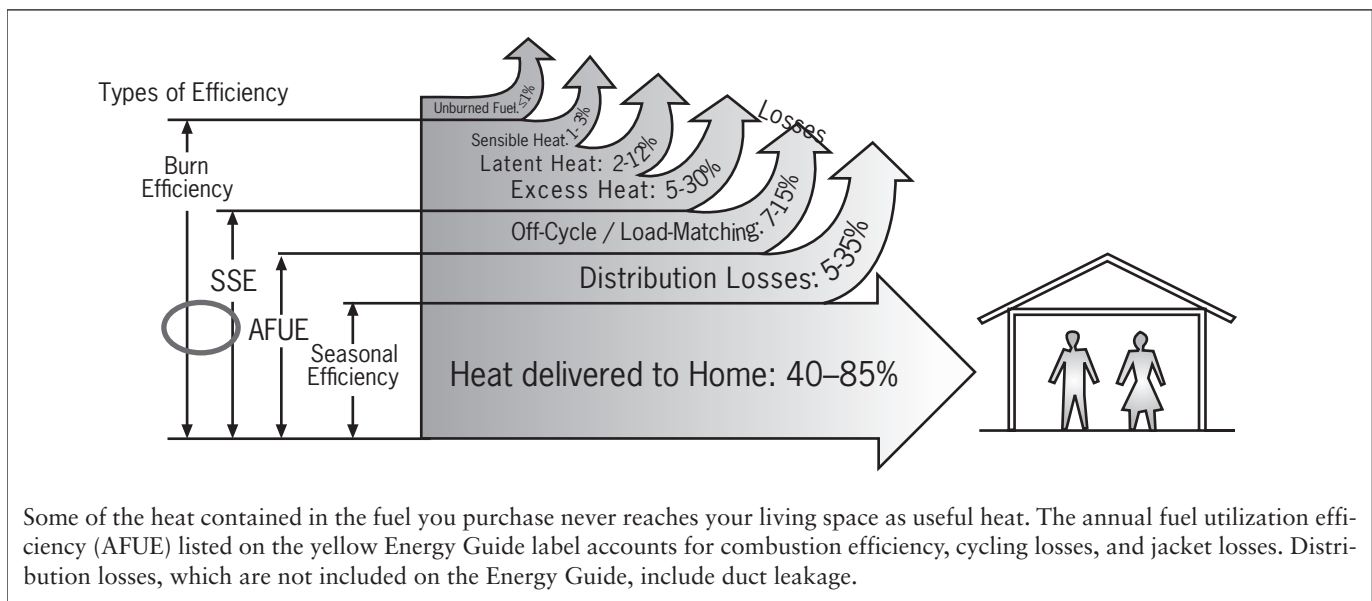 Types of Efficiency
Burn
Efficiency
SSE
AFUE
Seasonal
Efficiency
Unburned Fuel: ≤1%
Sensible Heat: 1- 3%
Latent Heat: 2-12%
Excess Heat: 5-30%
Off-Cycle / Load-Matching: 7-15%
Distribution Losses: 5-35%
Losses
Heat delivered to Home: 40–85%
Some of the heat contained in the fuel you purchase never reaches your living space as useful heat. The annual fuel utilization effi-
ciency (AFUE) listed on the yellow Energy Guide label accounts for combustion efficiency, cycling losses, and jacket losses. Distri-
bution losses, which are not included on the Energy Guide, include duct leakage.